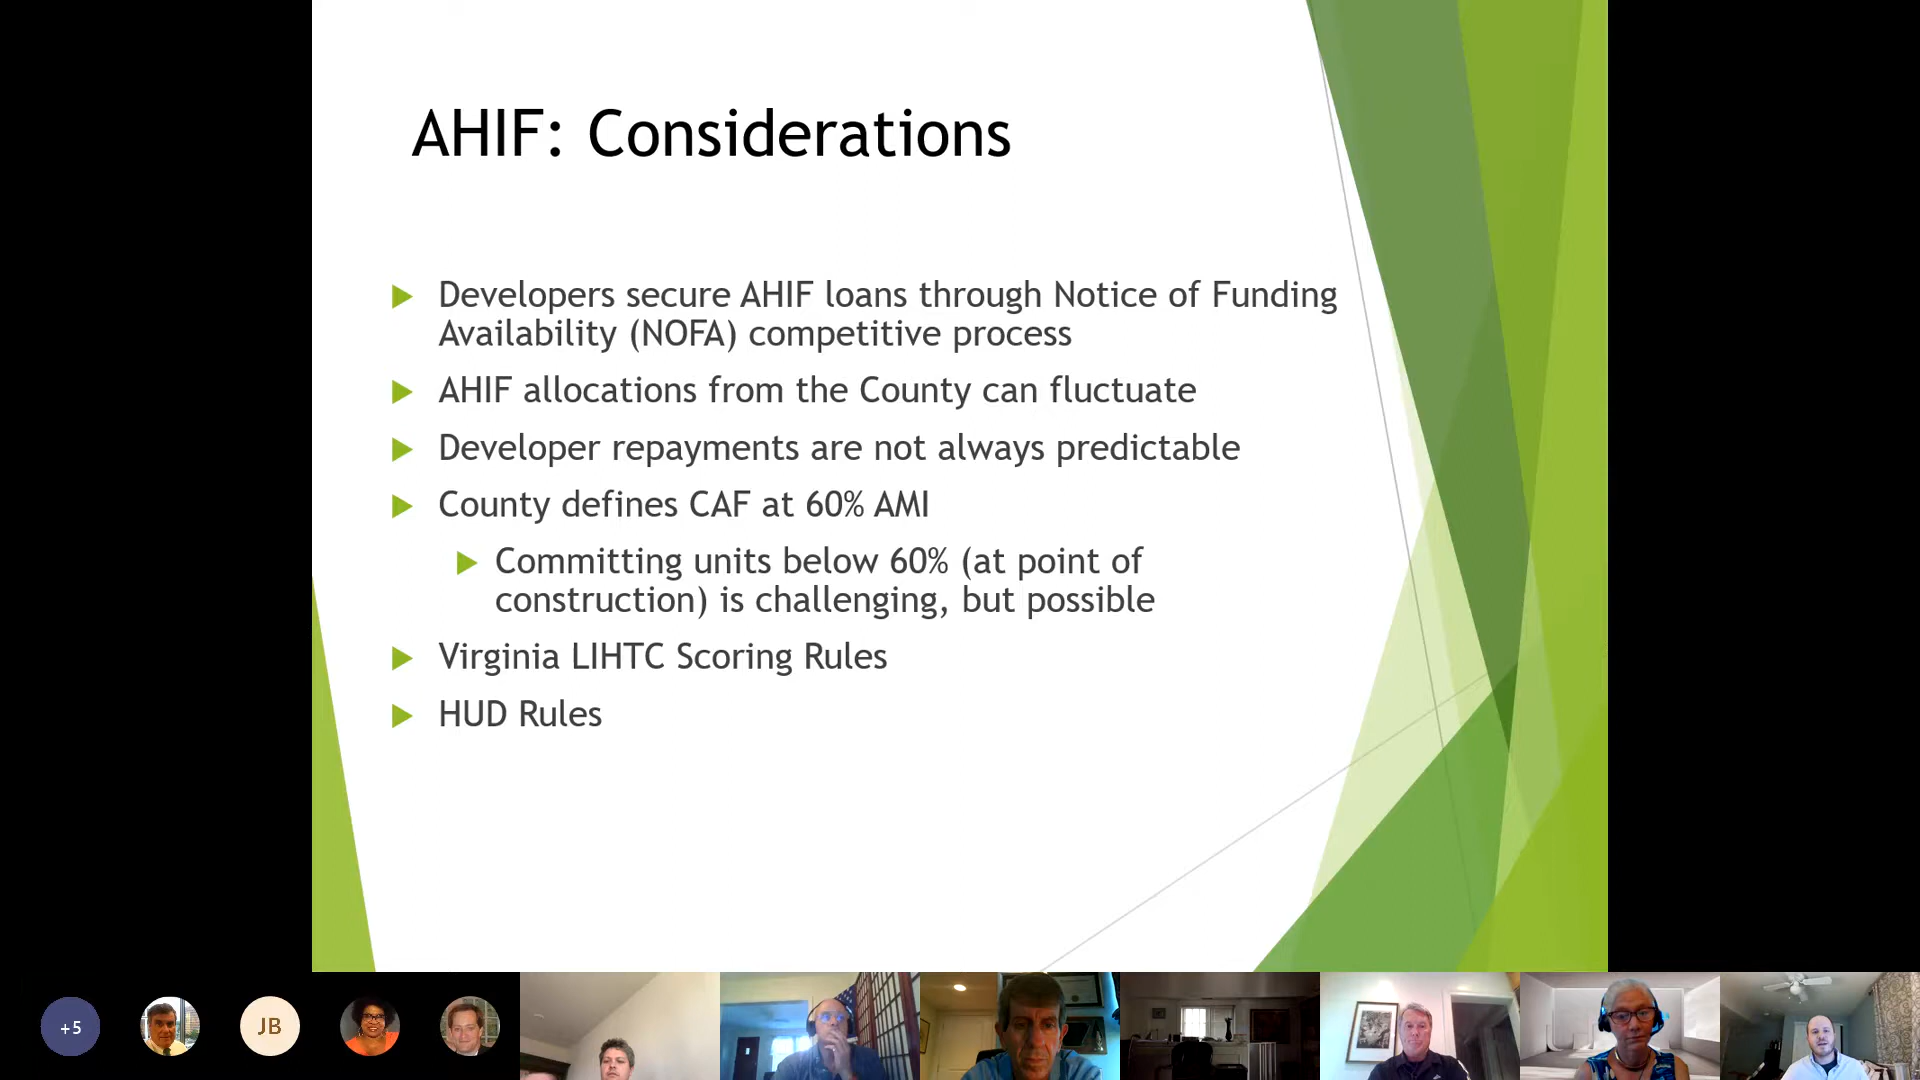 AHIF: Considerations
Developers secure AHIF loans through Notice of Funding
Availability (NOFA) competitive process
AHIF allocations from the County can fluctuate
Developer repayments are not always predictable
County defines CAF at 60% AMI
Committing units below 60% (at point of
construction) is challenging, but possible
Virginia LIHTC Scoring Rules
HUD Rules
+5
JB